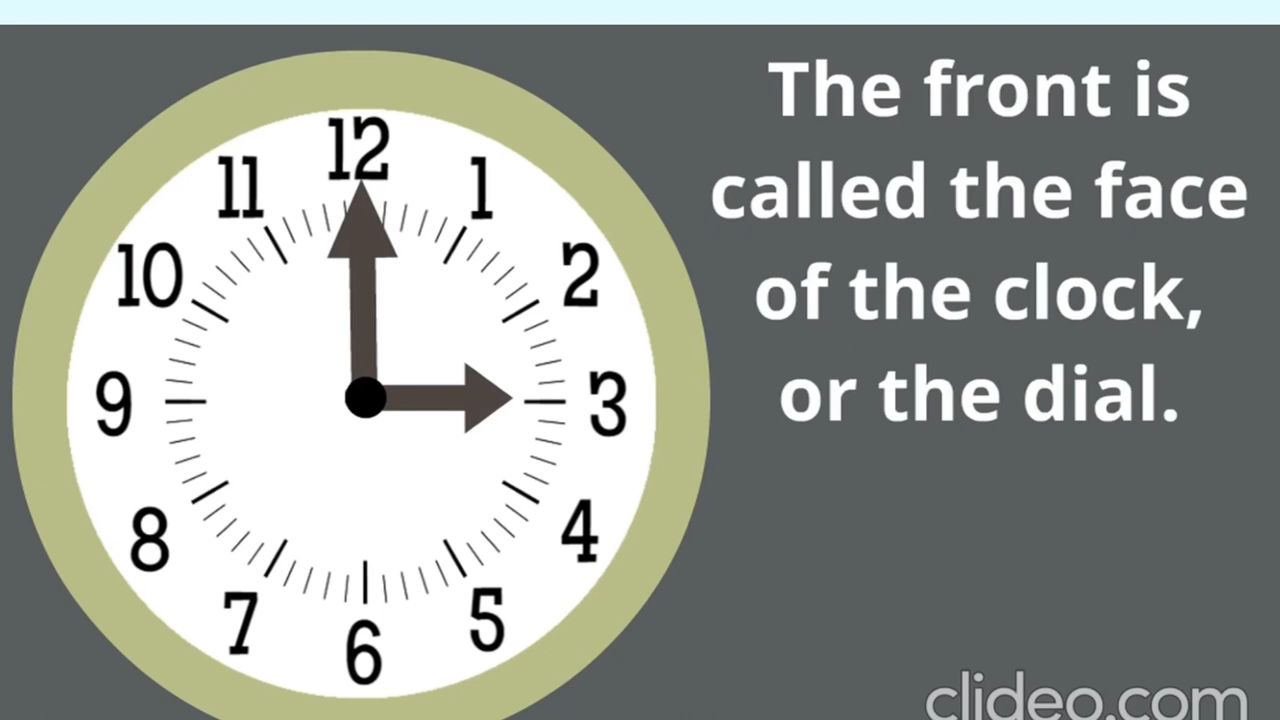 The front is
called the face
of the clock,
or the dial.
12
1
2
3
4
5
6
7
8
9
10
11
clideo.com